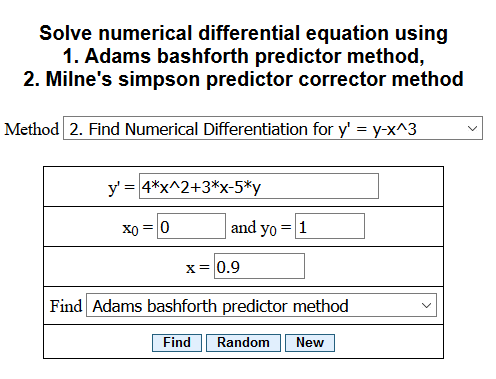 Solve numerical differential equation using
1. Adams bashforth predictor method,
2. Milne's simpson predictor corrector method
Method 2. Find Numerical Differentiation for y' = y-x^3
y' = 4*x^2+3*x-5*y
x0 = 0 and y0 = 1
x = 0.9
Find Adams bashforth predictor method
Find Random New